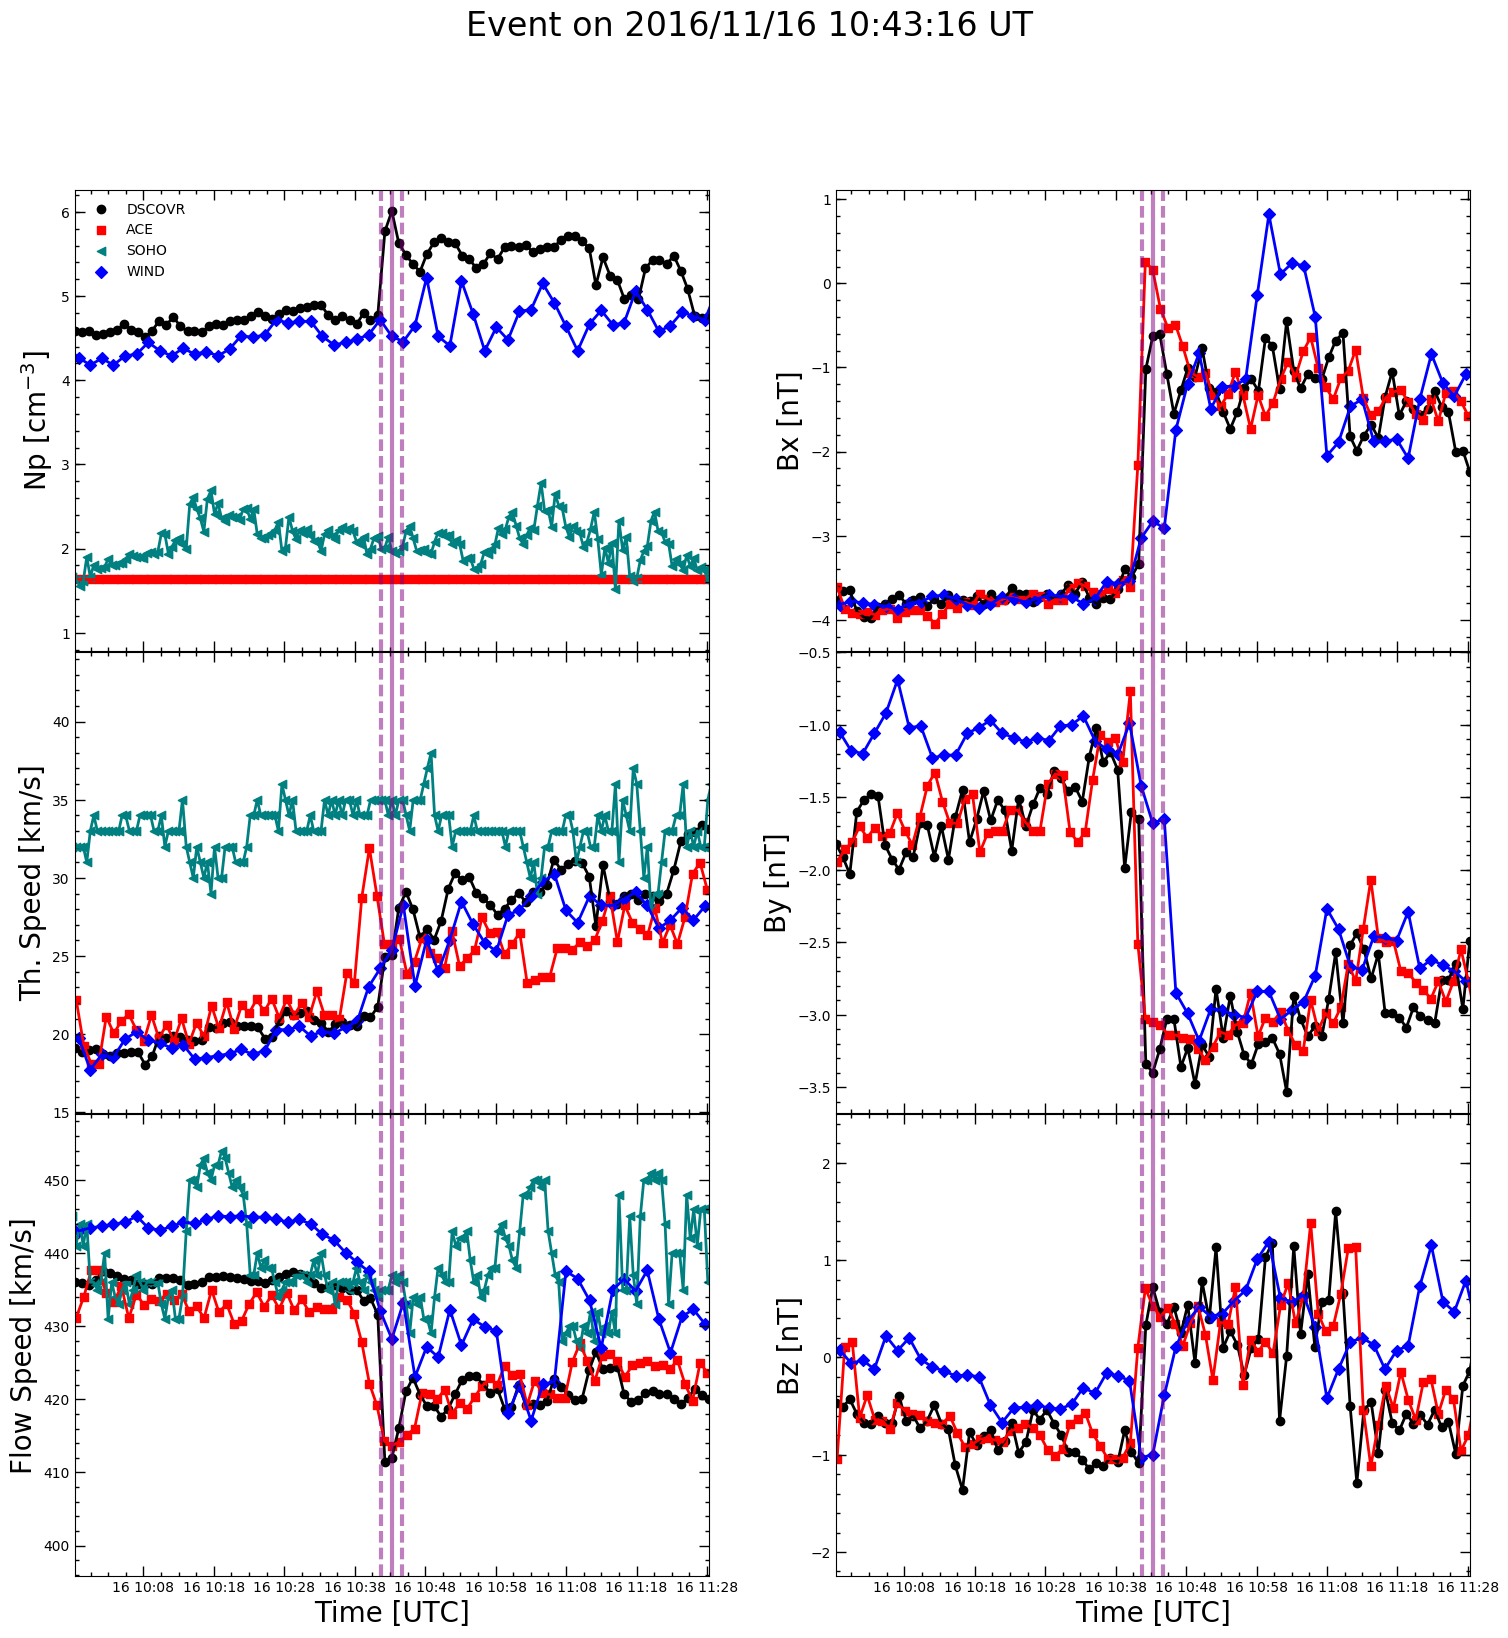 Event on 2016/11/16 10:43:16 UT
DSCOVR
ACE
SOHO
WIND
Np [cm⁻³]
6
5
4
3
2
1
Th. Speed [km/s]
40
35
30
25
20
15
Flow Speed [km/s]
450
440
430
420
410
400
16 10:08 16 10:18 16 10:28 16 10:38 16 10:48 16 10:58 16 11:08 16 11:18 16 11:28
Time [UTC]
Bx [nT]
1
0
−1
−2
−3
−4
By [nT]
−0.5
−1.0
−1.5
−2.0
−2.5
−3.0
−3.5
Bz [nT]
2
1
0
−1
−2
16 10:08 16 10:18 16 10:28 16 10:38 16 10:48 16 10:58 16 11:08 16 11:18 16 11:28
Time [UTC]